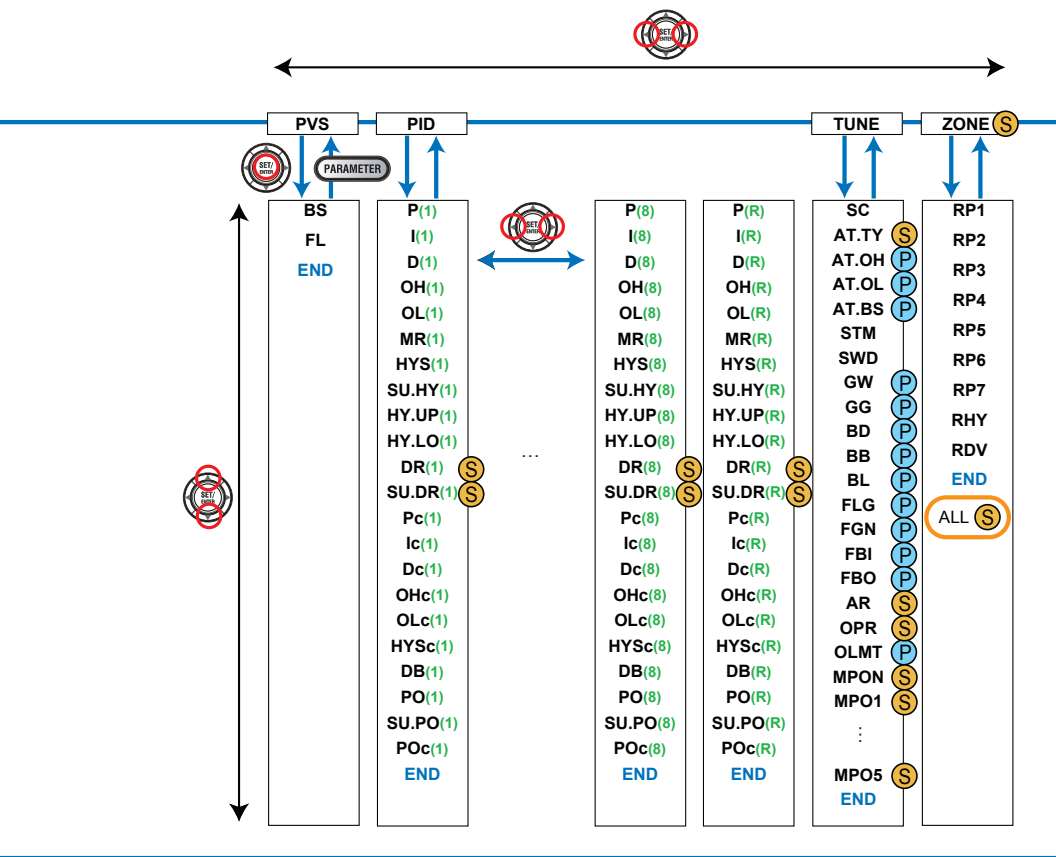 SET/
ENTER
PVS
PID
TUNE
ZONE S
SET/
ENTER
PARAMETER
BS
FL
END
P(1)
I(1)
D(1)
OH(1)
OL(1)
MR(1)
HYS(1)
SU.HY(1)
HY.UP(1)
HY.LO(1)
DR(1) S
SU.DR(1) S
Pc(1)
Ic(1)
Dc(1)
OHc(1)
OLc(1)
HYSc(1)
DB(1)
PO(1)
SU.PO(1)
POc(1)
END
SET/
ENTER
...
P(8)
I(8)
D(8)
OH(8)
OL(8)
MR(8)
HYS(8)
SU.HY(8)
HY.UP(8)
HY.LO(8)
DR(8) S
SU.DR(8) S
Pc(8)
Ic(8)
Dc(8)
OHc(8)
OLc(8)
HYSc(8)
DB(8)
PO(8)
SU.PO(8)
POc(8)
END
P(R)
I(R)
D(R)
OH(R)
OL(R)
MR(R)
HYS(R)
SU.HY(R)
HY.UP(R)
HY.LO(R)
DR(R) S
SU.DR(R) S
Pc(R)
Ic(R)
Dc(R)
OHc(R)
OLc(R)
HYSc(R)
DB(R)
PO(R)
SU.PO(R)
POc(R)
END
SC
AT.TY S
AT.OH P
AT.OL P
AT.BS P
STM
SWD
GW P
GG P
BD P
BB P
BL P
FLG P
FGN P
FBI P
FBO P
AR S
OPR S
OLMT P
MPON S
MPO1 S
⋮
MPO5 S
END
RP1
RP2
RP3
RP4
RP5
RP6
RP7
RHY
RDV
END
ALL S
SET/
ENTER